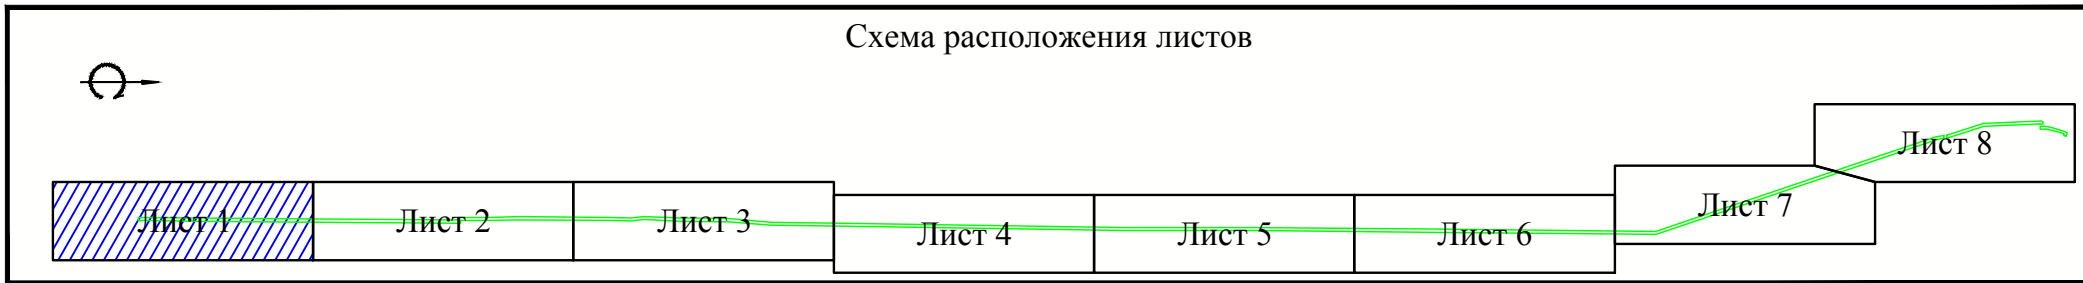 Схема расположения листов
Лист 1
Лист 2
Лист 3
Лист 4
Лист 5
Лист 6
Лист 7
Лист 8